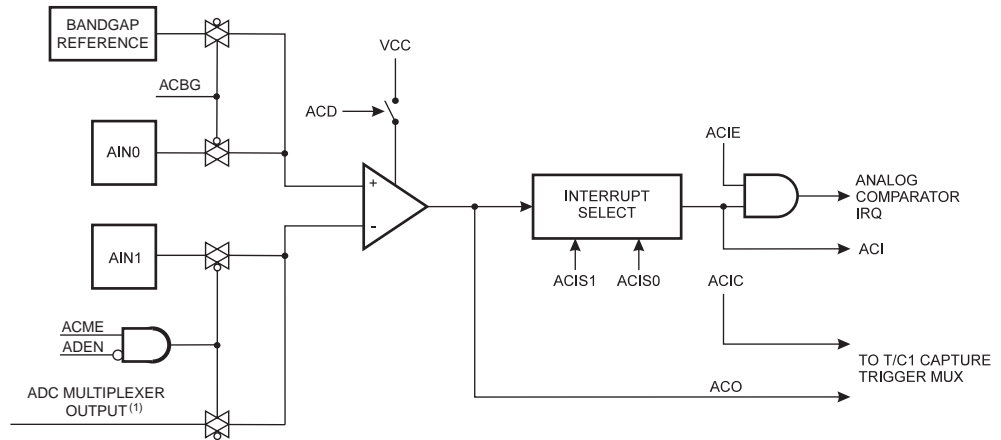 BANDGAP
REFERENCE
VCC
ACBG
ACD
AIN0
ACIE
+
-
INTERRUPT
SELECT
ANALOG
COMPARATOR
IRQ
AIN1
ACI
ACIS1 ACIS0
ACIC
ACME
ADEN
TO T/C1 CAPTURE
TRIGGER MUX
ADC MULTIPLEXER
OUTPUT (1)
ACO